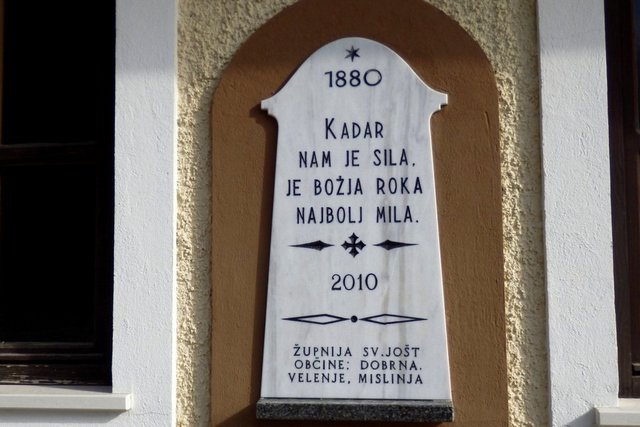 1880
KADAR
NAM JE SILA,
JE BOŽJA ROKA
NAJBOLJ MILA.
2010
ŽUPNIJA SV.JOŠT
OBČINE: DOBRNA,
VELENJE, MISLINJA